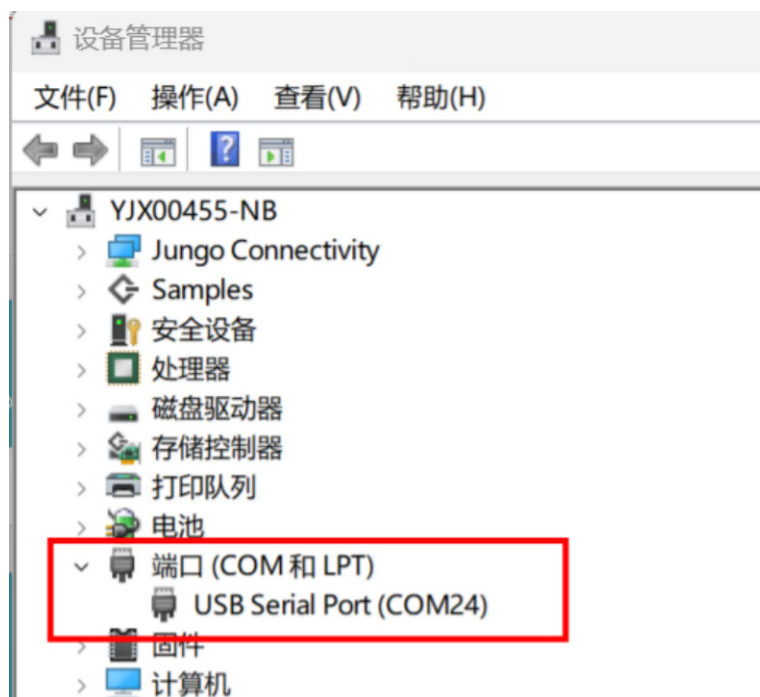 设备管理器
文件(F) 操作(A) 查看(V) 帮助(H)
YJX00455-NB
Jungo Connectivity
Samples
安全设备
处理器
磁盘驱动器
存储控制器
打印队列
电池
端口 (COM 和 LPT)
USB Serial Port (COM24)
固件
计算机